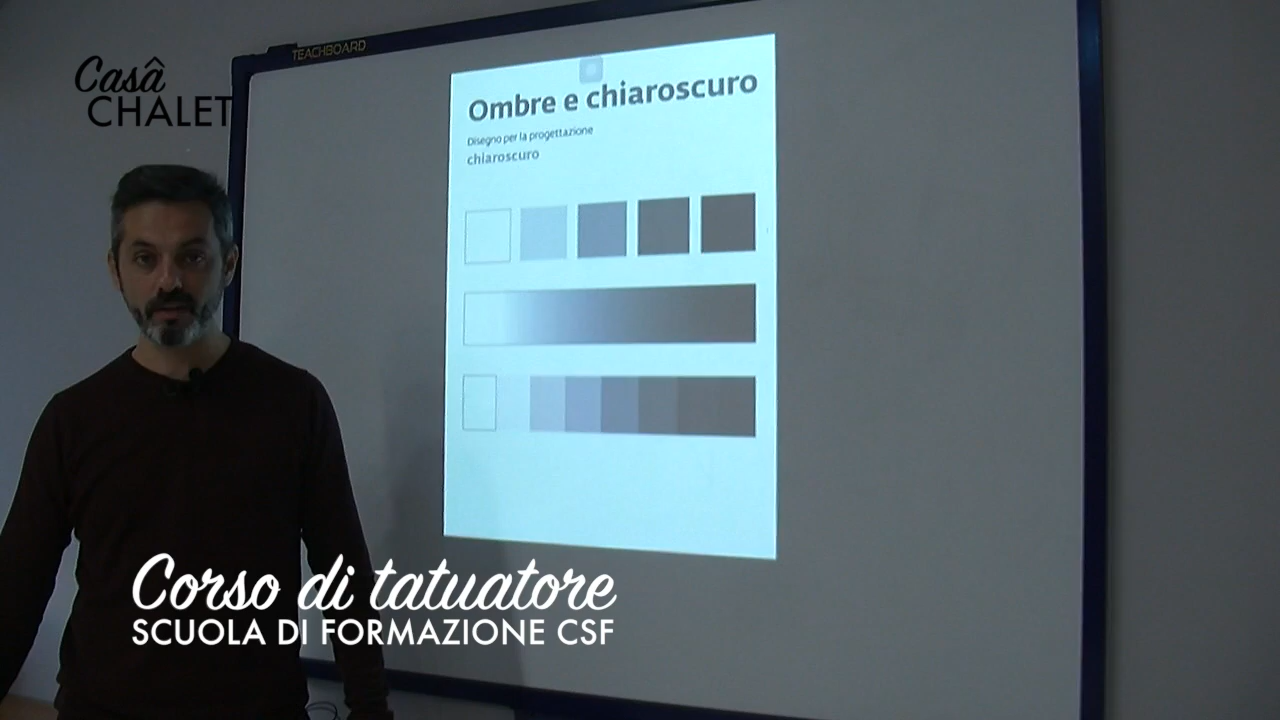 TEACHBOARD
Casâ
CHALET
Ombre e chiaroscuro
Disegno per la progettazione
chiaroscuro
Corso di tatuatore
SCUOLA DI FORMAZIONE CSF